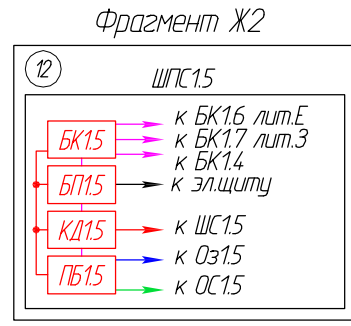 Фрагмент Ж2
12
ШПС1.5
к БК1.6 лит.Е
БК1.5
к БК1.7 лит.З
к БК1.4
БП1.5
к эл.щиту
КД1.5
к ШС1.5
к Оз1.5
ПБ1.5
к ОС1.5